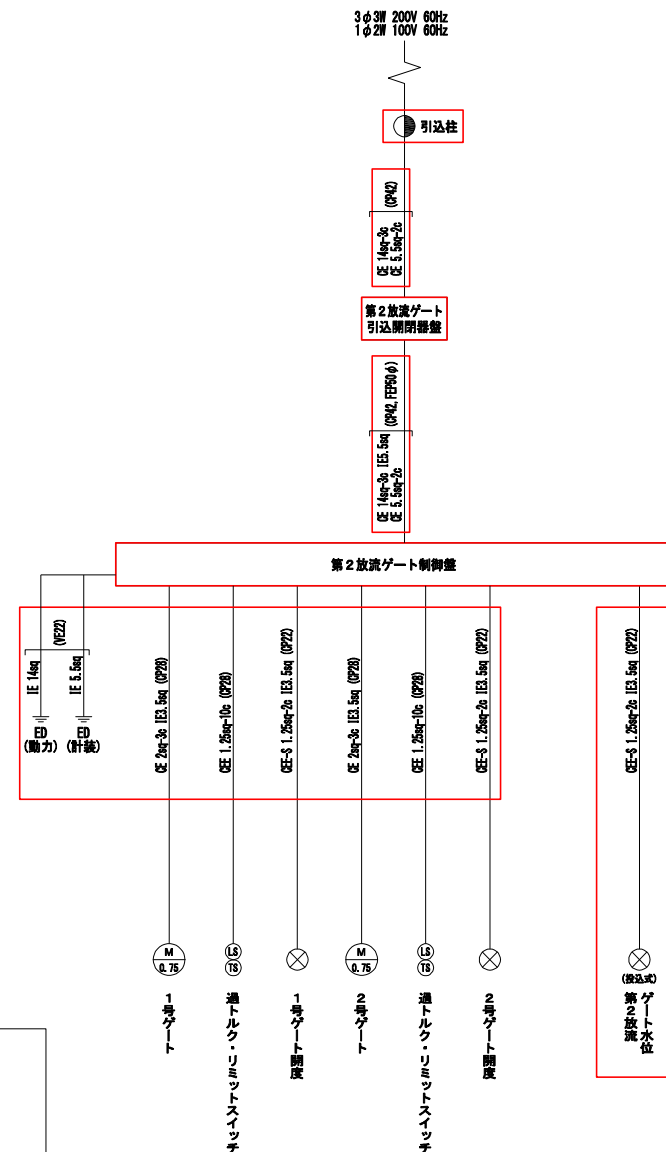 3φ3W 200V 60Hz
1φ2W 100V 60Hz
引込柱
(CP42)
CE 14sq-3c
CE 5.5sq-2c
第2放流ゲート
引込開閉器盤
(CP42,FEP50φ)
CE 14sq-3c IE5.5sq
CE 5.5sq-2c
第2放流ゲート制御盤
IE 14sq
(VE22)
IE 5.5sq
CE 2sq-3c IE3.5sq (CP28)
CEE 1.25sq-10c (CP28)
CEE-S 1.25sq-2c IE3.5sq (CP22)
CE 2sq-3c IE3.5sq (CP28)
CEE 1.25sq-10c (CP28)
CEE-S 1.25sq-2c IE3.5sq (CP22)
CEE-S 1.25sq-2c IE3.5sq (CP22)
ED
(動力)
ED
(計装)
M
0.75
LS
TS
M
0.75
LS
TS
(投込式)
1号ゲート
過トルク・リミットスイッチ
1号ゲート開度
2号ゲート
過トルク・リミットスイッチ
2号ゲート開度
ゲート水位
第2放流